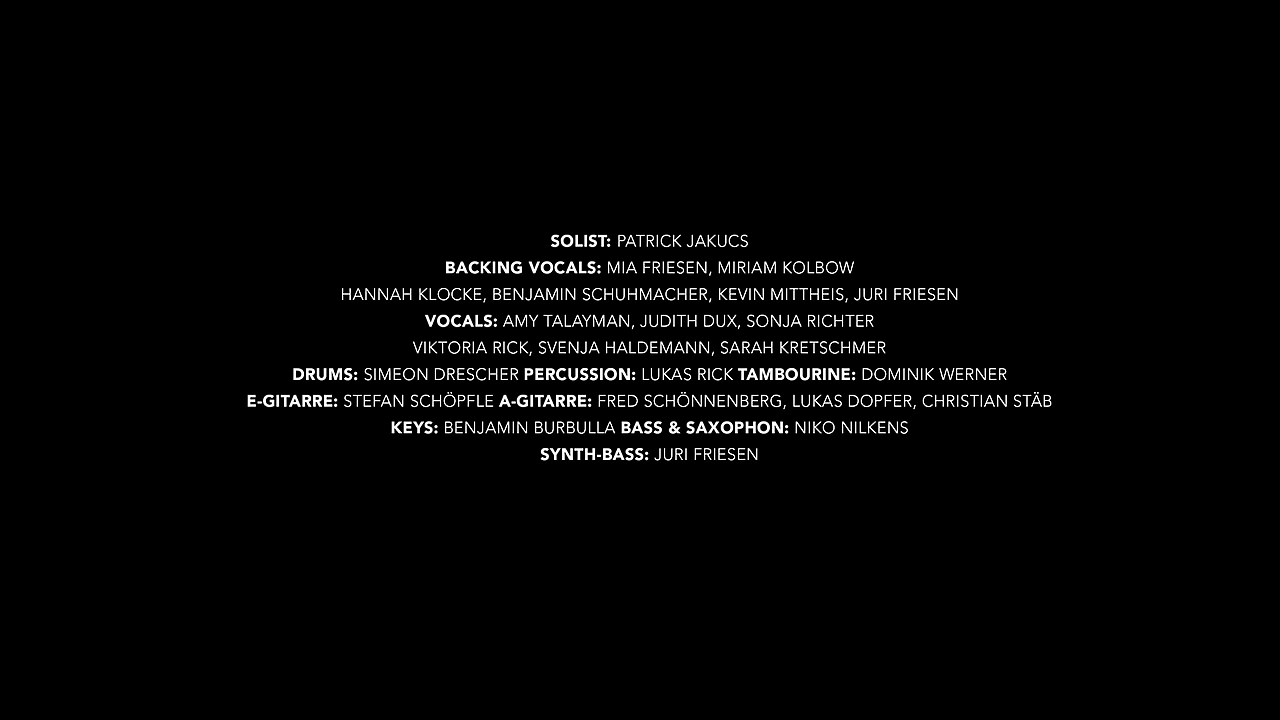 SOLIST: PATRICK JAKUCS
BACKING VOCALS: MIA FRIESEN, MIRIAM KOLBOW
HANNAH KLOCKE, BENJAMIN SCHUHMACHER, KEVIN MITTHEIS, JURI FRIESEN
VOCALS: AMY TALAYMAN, JUDITH DUX, SONJA RICHTER
VIKTORIA RICK, SVENJA HALDEMANN, SARAH KRETSCHMER
DRUMS: SIMEON DRESCHER PERCUSSION: LUKAS RICK TAMBOURINE: DOMINIK WERNER
E-GITARRE: STEFAN SCHÖPFLE A-GITARRE: FRED SCHÖNNENBERG, LUKAS DOPFER, CHRISTIAN STÄB
KEYS: BENJAMIN BURBULLA BASS & SAXOPHON: NIKO NILKENS
SYNTH-BASS: JURI FRIESEN